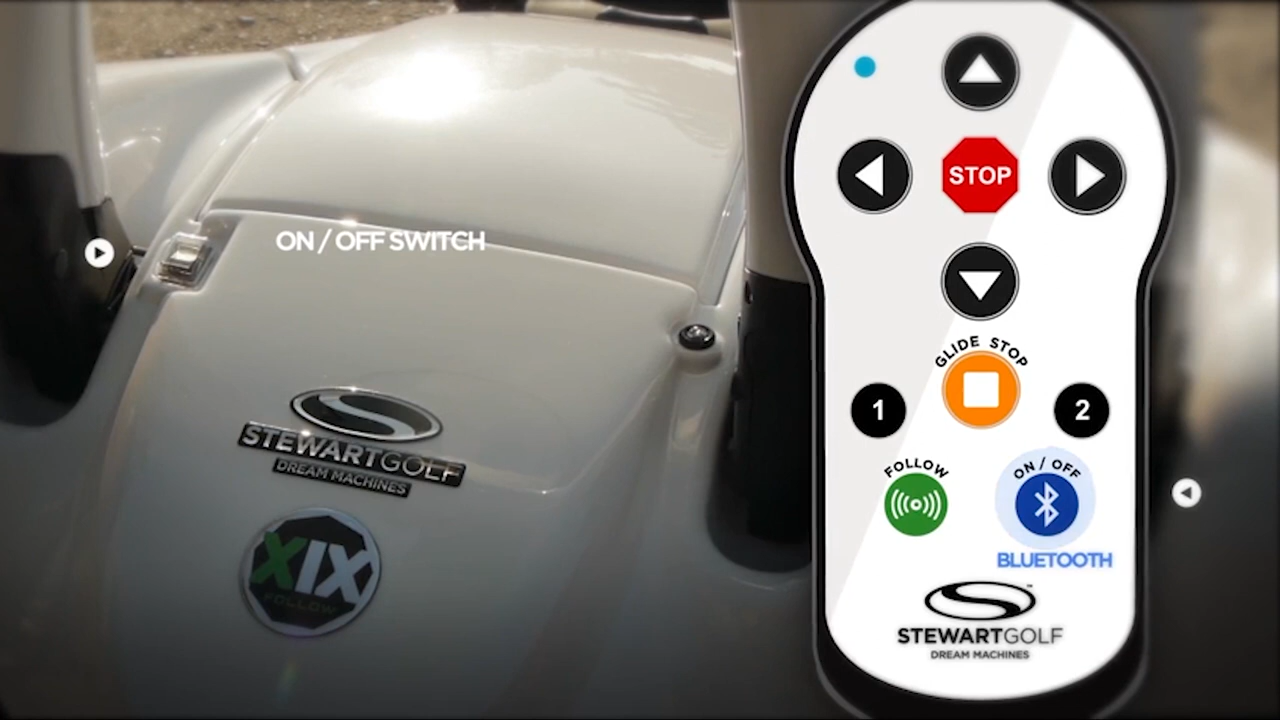 ON / OFF SWITCH
STEWARTGOLF
DREAM MACHINES
XIX
FOLLOW
STOP
GLIDE STOP
1
2
FOLLOW
ON / OFF
BLUETOOTH
STEWARTGOLF
TM
DREAM MACHINES